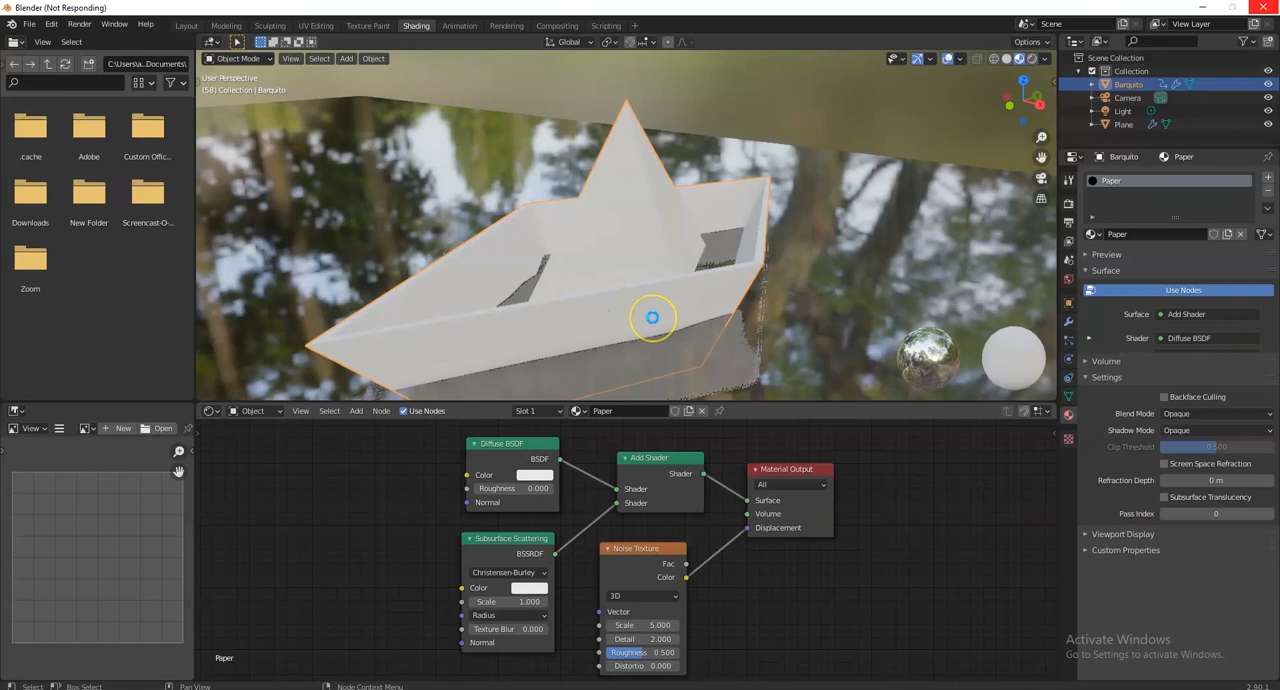 Blender (Not Responding)
File Edit Render Window Help Layout Modeling Sculpting UV Editing Texture Paint Shading Animation Rendering Compositing Scripting + Scene View Layer
View Select Global Options
C:\Users\a...Documents\ Object Mode View Select Add Object
User Perspective
(58) Collection | Barquito
.cache Adobe Custom Offic...
Downloads New Folder Screencast-O-...
Zoom
Scene Collection
Collection
Barquito
Camera
Light
Plane
Barquito Paper
Paper
Paper
Preview
Surface
Use Nodes
Surface Add Shader
Shader Diffuse BSDF
Volume
Settings
Backface Culling
Blend Mode Opaque
Shadow Mode Opaque
Clip Threshold 0.500
Screen Space Refraction
Refraction Depth 0 m
Subsurface Translucency
Pass Index 0
Viewport Display
Custom Properties
Object View Select Add Node Use Nodes Slot 1 Paper
View New Open
Diffuse BSDF
BSDF
Color
Roughness 0.000
Normal
Add Shader
Shader
Shader
Shader
Material Output
All
Surface
Volume
Displacement
Subsurface Scattering
BSSRDF
Christensen-Burley
Color
Scale 1.000
Radius
Texture Blur 0.000
Normal
Noise Texture
Fac
Color
3D
Vector
Scale 5.000
Detail 2.000
Roughness 0.500
Distortio 0.000
Paper
Activate Windows
Go to Settings to activate Windows.
Select Box Select Pan View Node Context Menu 2.90.1